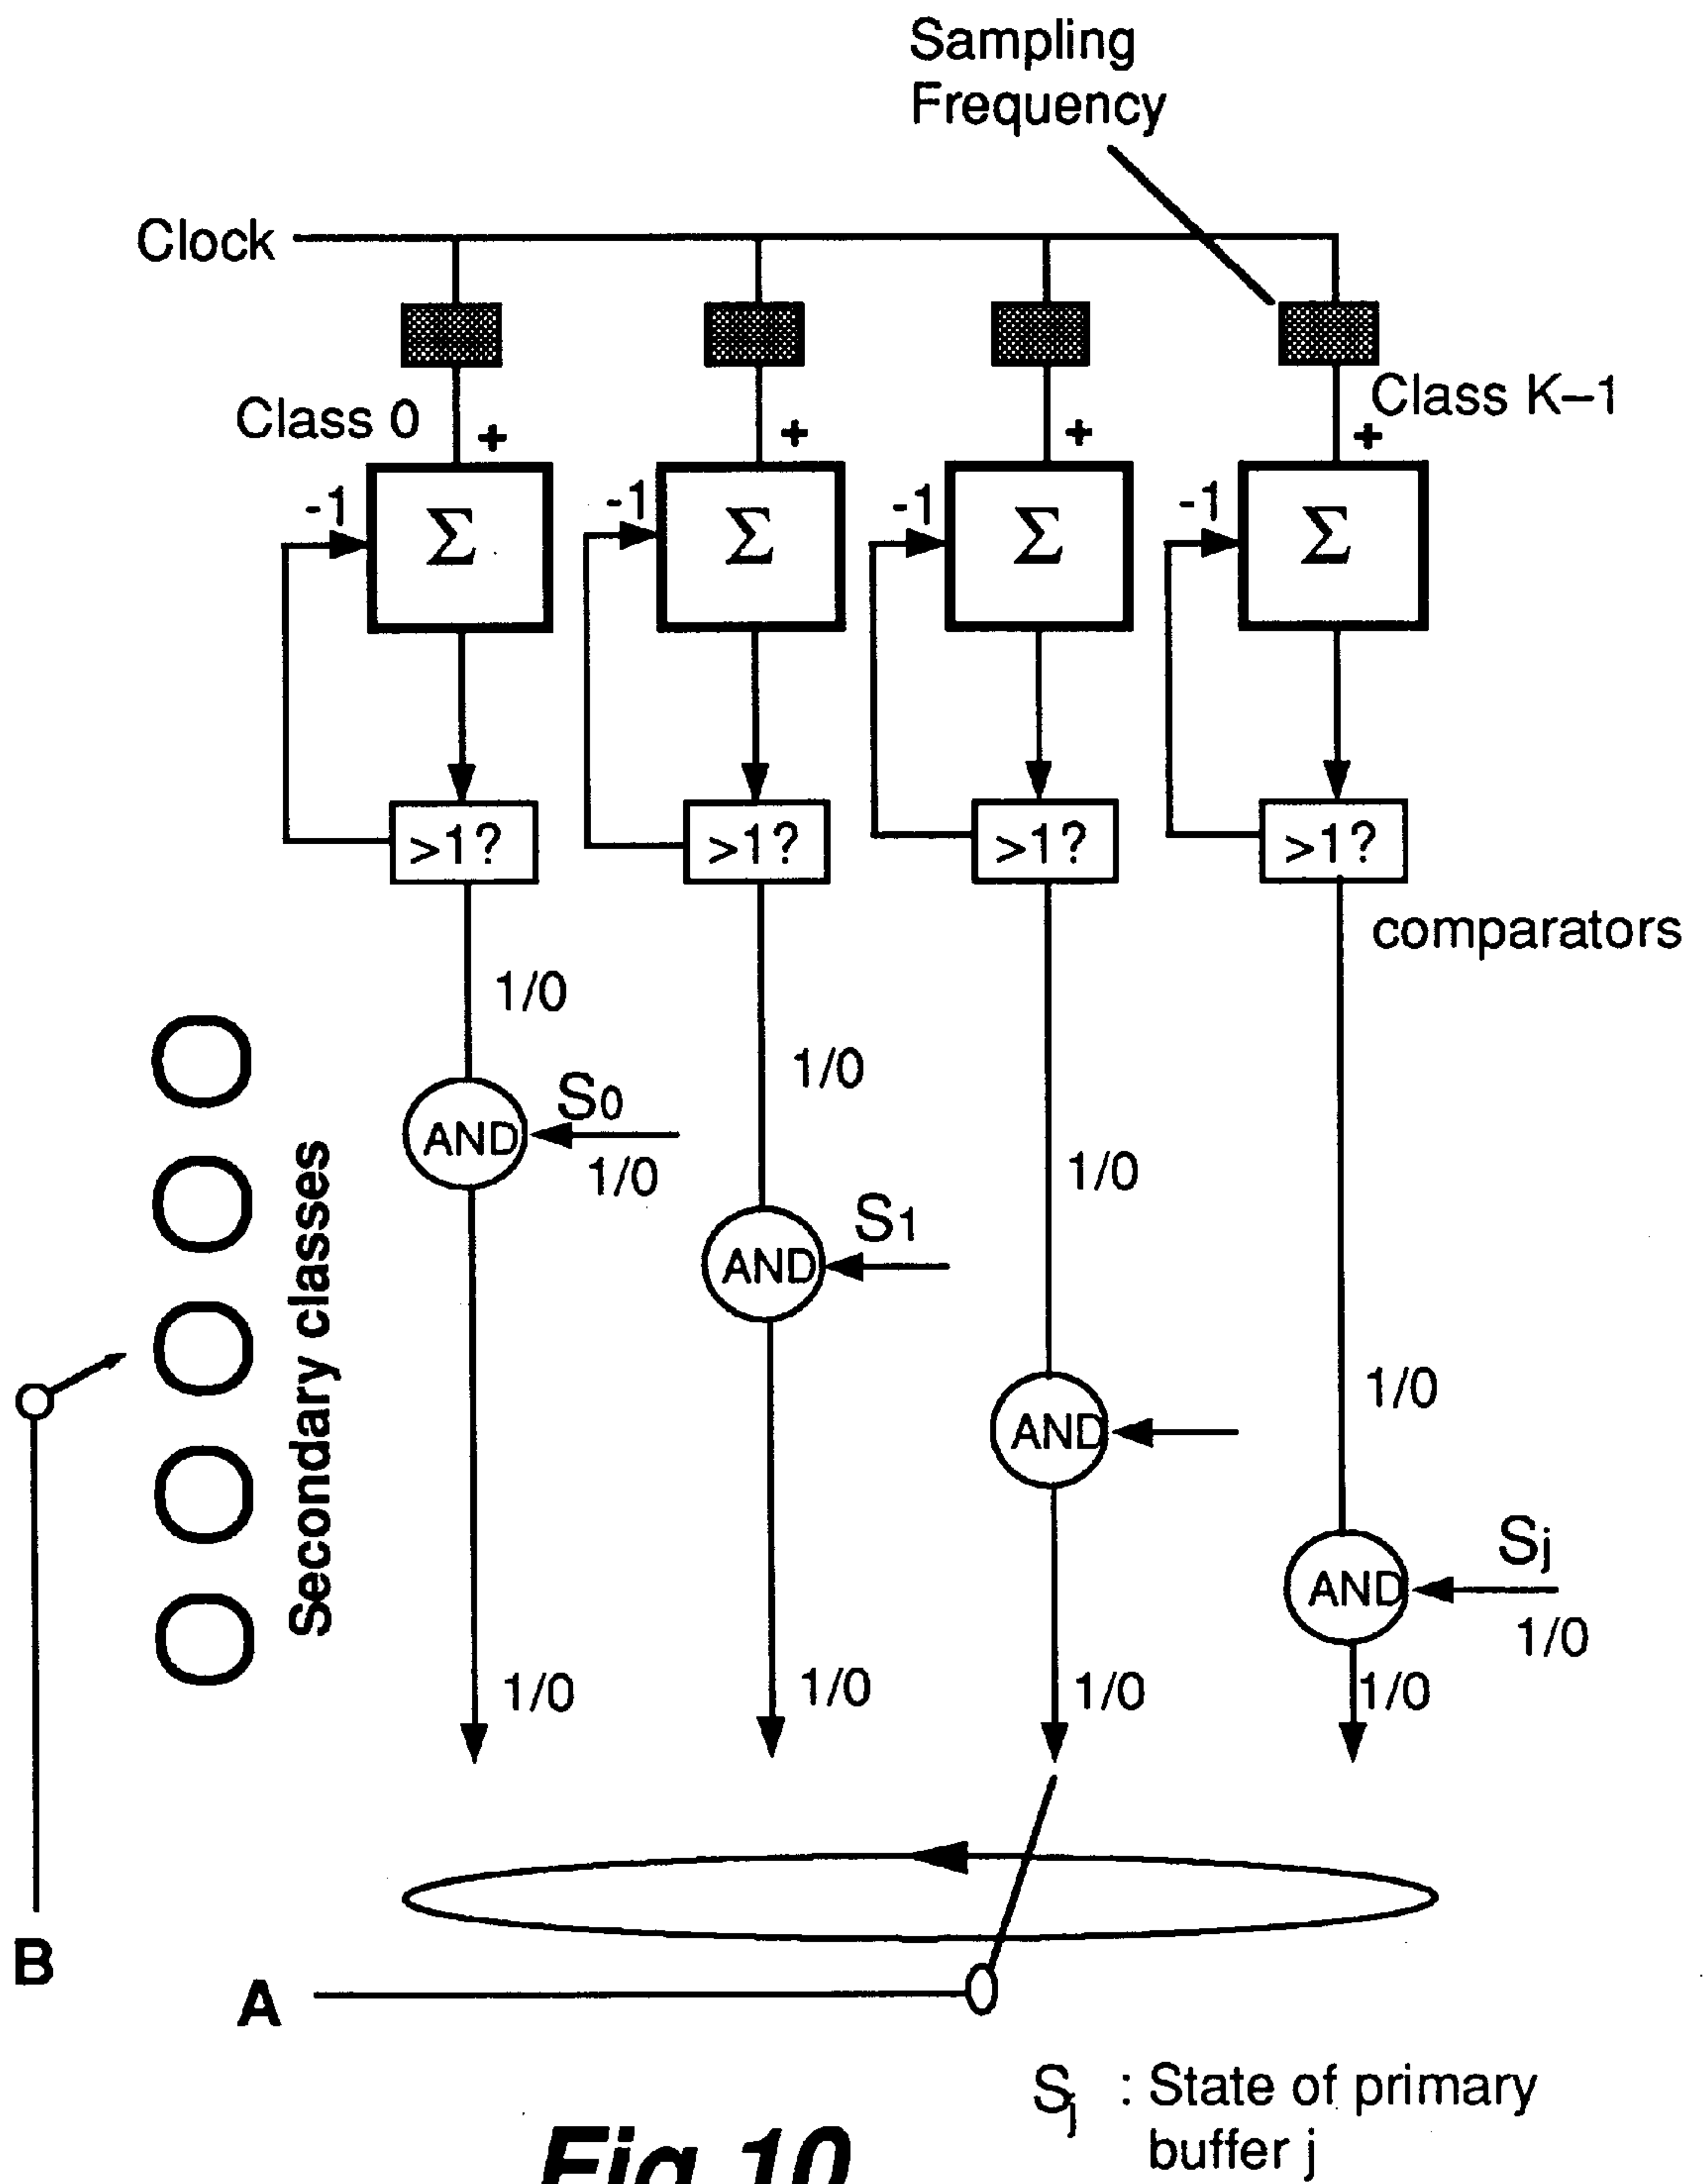 Sampling
Frequency
Clock
Class 0
Class K–1
+
+
+
+
-1
-1
-1
-1
Σ
Σ
Σ
Σ
>1?
>1?
>1?
>1?
comparators
1/0
1/0
1/0
1/0
Secondary classes
AND
S0
1/0
AND
S1
AND
AND
Sj
1/0
1/0
1/0
1/0
1/0
B
A
Sj : State of primary
buffer j
Fig 10